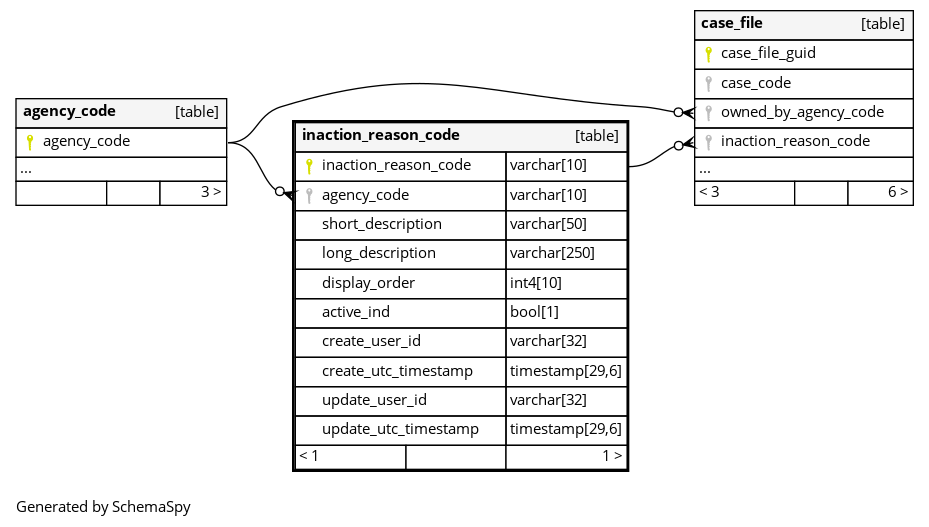 case_file [table]
case_file_guid
case_code
owned_by_agency_code
inaction_reason_code
...
< 3 6 >
agency_code [table]
agency_code
...
3 >
inaction_reason_code [table]
inaction_reason_code varchar[10]
agency_code varchar[10]
short_description varchar[50]
long_description varchar[250]
display_order int4[10]
active_ind bool[1]
create_user_id varchar[32]
create_utc_timestamp timestamp[29,6]
update_user_id varchar[32]
update_utc_timestamp timestamp[29,6]
< 1 1 >
Generated by SchemaSpy